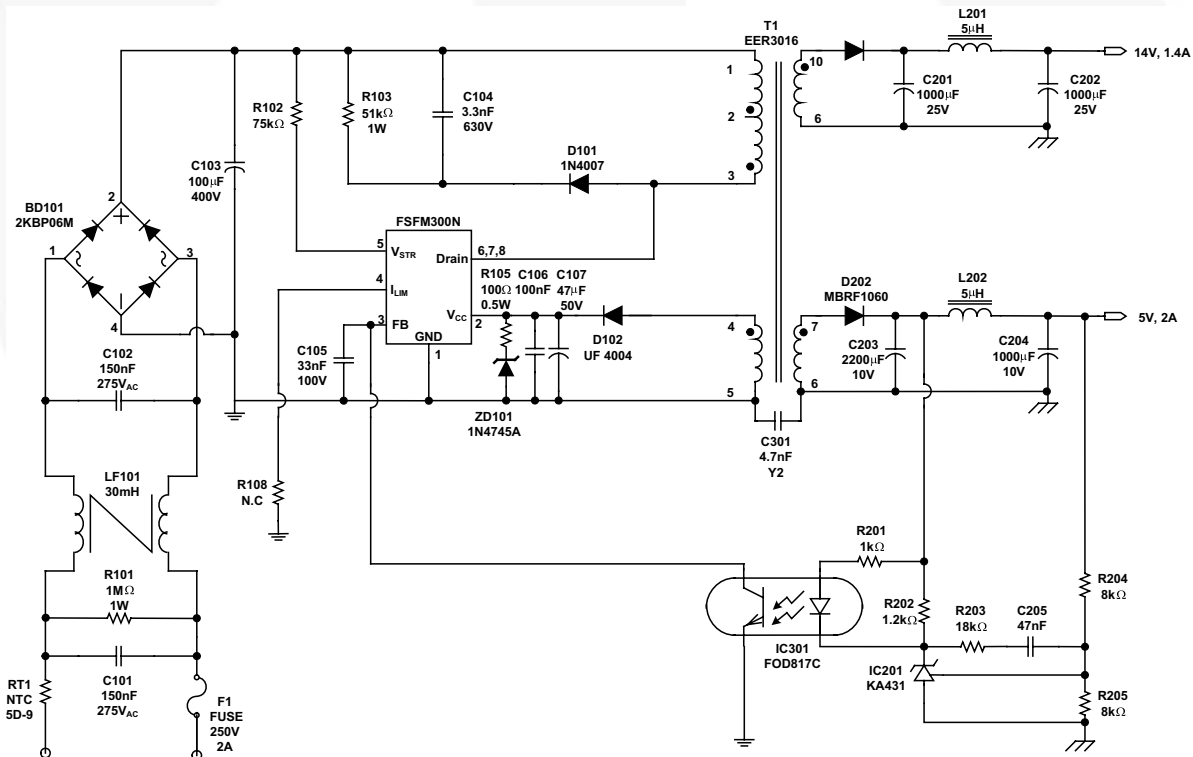 T1
EER3016
L201
5µH
14V, 1.4A
1
10
C201
1000µF
25V
C202
1000µF
25V
R102
75kΩ
R103
51kΩ
1W
C104
3.3nF
630V
2
6
D101
1N4007
3
C103
100µF
400V
2
BD101
2KBP06M
1
3
4
FSFM300N
5
VSTR
Drain
6,7,8
4
ILIM
3
FB
VCC
2
GND
1
R105
100Ω
0.5W
C106
100nF
C107
47µF
50V
D102
UF 4004
4
7
D202
MBRF1060
L202
5µH
5V, 2A
C203
2200µF
10V
C204
1000µF
10V
C105
33nF
100V
C102
150nF
275VAC
5
6
ZD101
1N4745A
C301
4.7nF
Y2
LF101
30mH
R108
N.C
R101
1MΩ
1W
R201
1kΩ
R202
1.2kΩ
R203
18kΩ
C205
47nF
R204
8kΩ
IC301
FOD817C
IC201
KA431
R205
8kΩ
C101
150nF
275VAC
RT1
NTC
5D-9
F1
FUSE
250V
2A